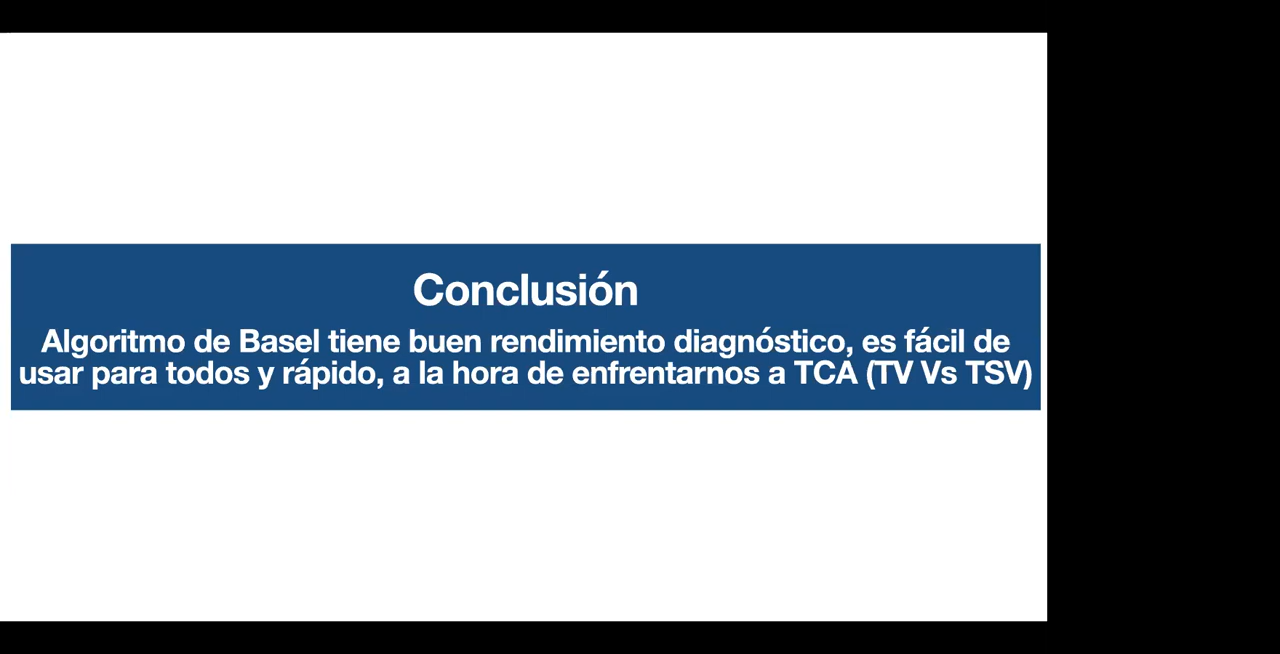 Conclusión
Algoritmo de Basel tiene buen rendimiento diagnóstico, es fácil de
usar para todos y rápido, a la hora de enfrentarnos a TCA (TV Vs TSV)